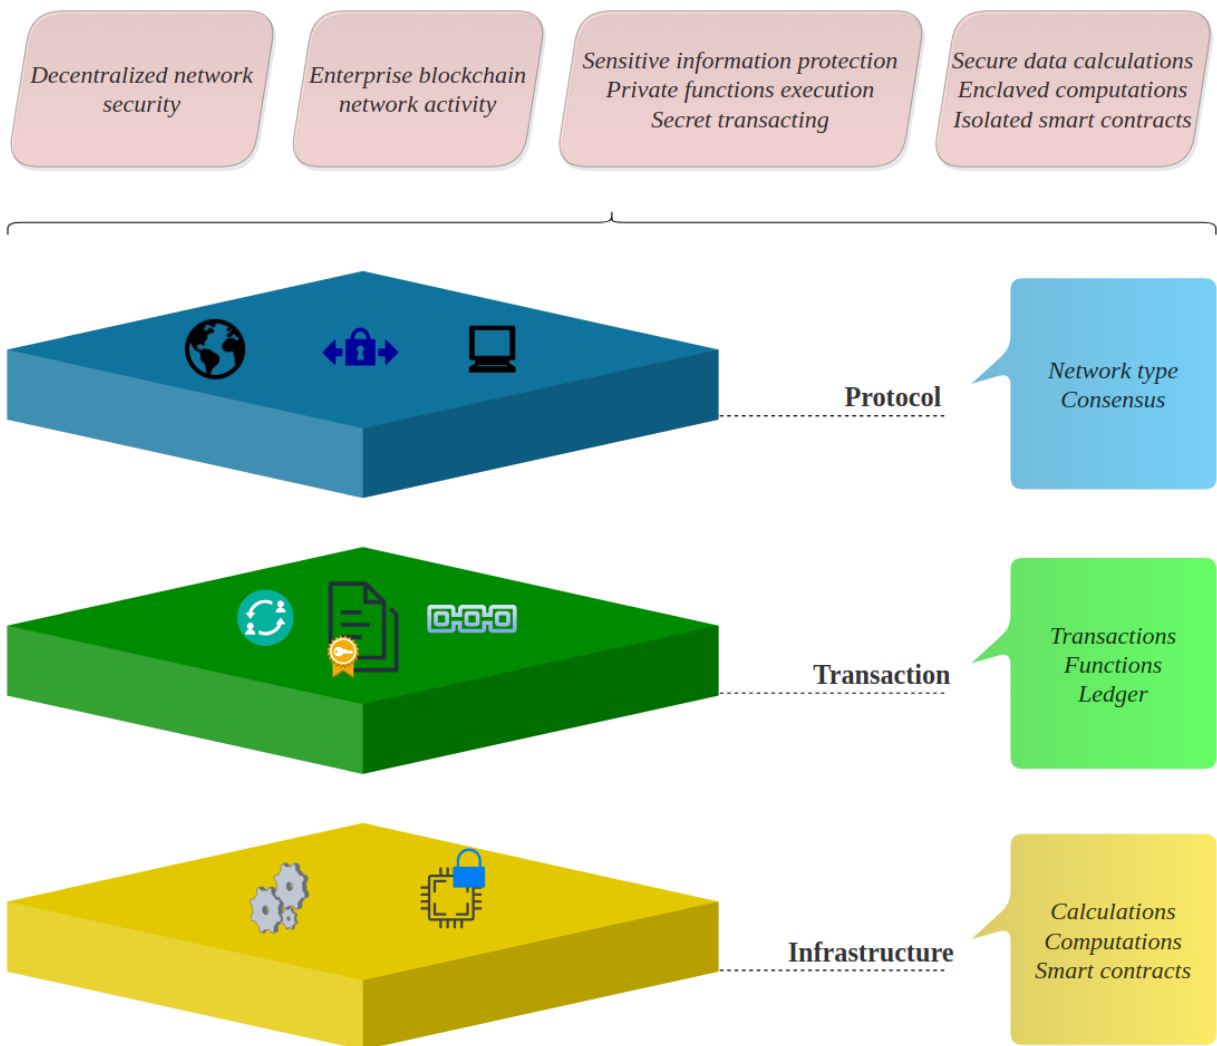 Decentralized network
security
Enterprise blockchain
network activity
Sensitive information protection
Private functions execution
Secret transacting
Secure data calculations
Enclaved computations
Isolated smart contracts
Protocol
Network type
Consensus
Transaction
Transactions
Functions
Ledger
Infrastructure
Calculations
Computations
Smart contracts